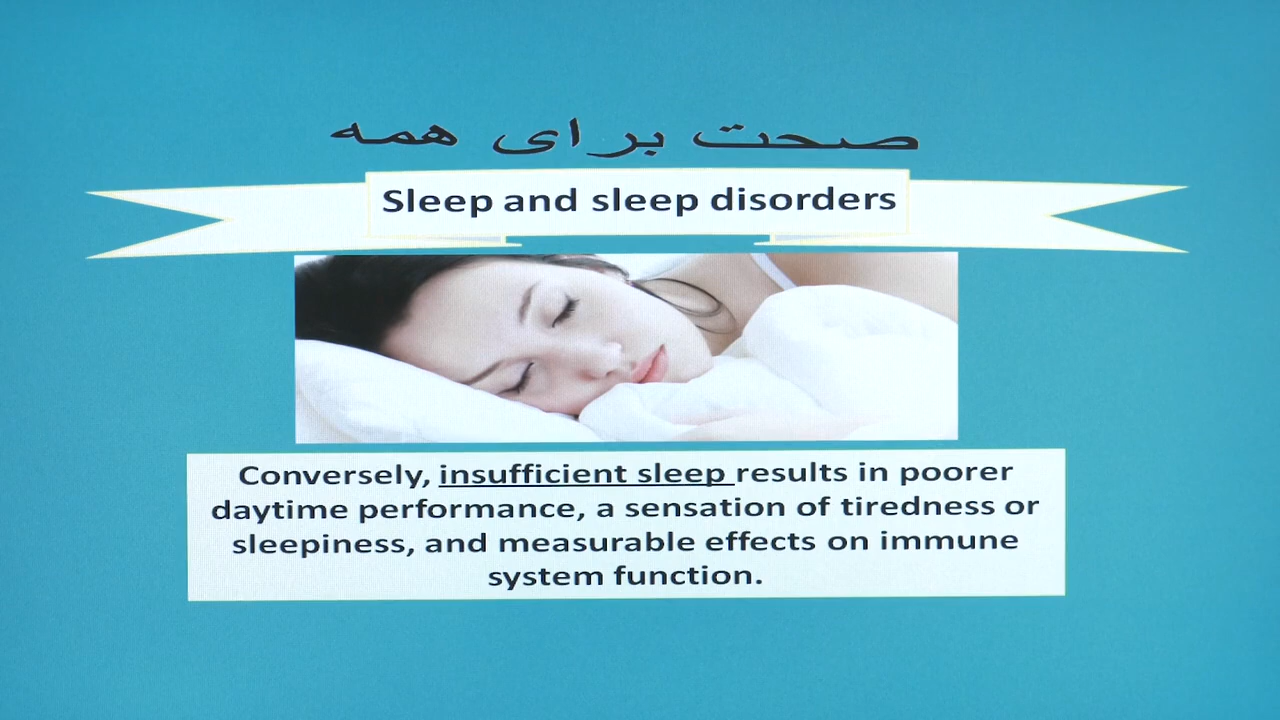 صحت برای همه
Sleep and sleep disorders
Conversely, insufficient sleep results in poorer
daytime performance, a sensation of tiredness or
sleepiness, and measurable effects on immune
system function.